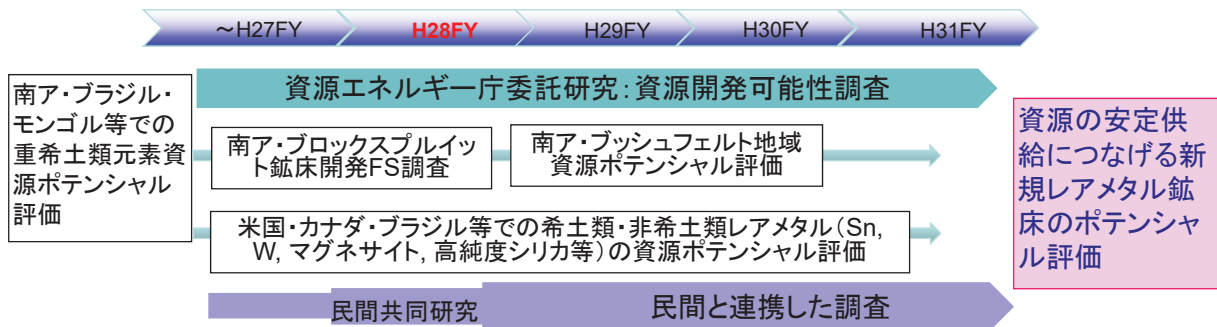 ～H27FY
H28FY
H29FY
H30FY
H31FY
資源エネルギー庁委託研究：資源開発可能性調査
南ア・ブラジル・
モンゴル等での
重希土類元素資
源ポテンシャル
評価
南ア・ブロックスプルイッ
ト鉱床開発FS調査
南ア・ブッシュフェルト地域
資源ポテンシャル評価
米国・カナダ・ブラジル等での希土類・非希土類レアメタル（Sn,
W, マグネサイト, 高純度シリカ等）の資源ポテンシャル評価
民間共同研究
民間と連携した調査
資源の安定供
給につなげる新
規レアメタル鉱
床のポテンシャ
ル評価